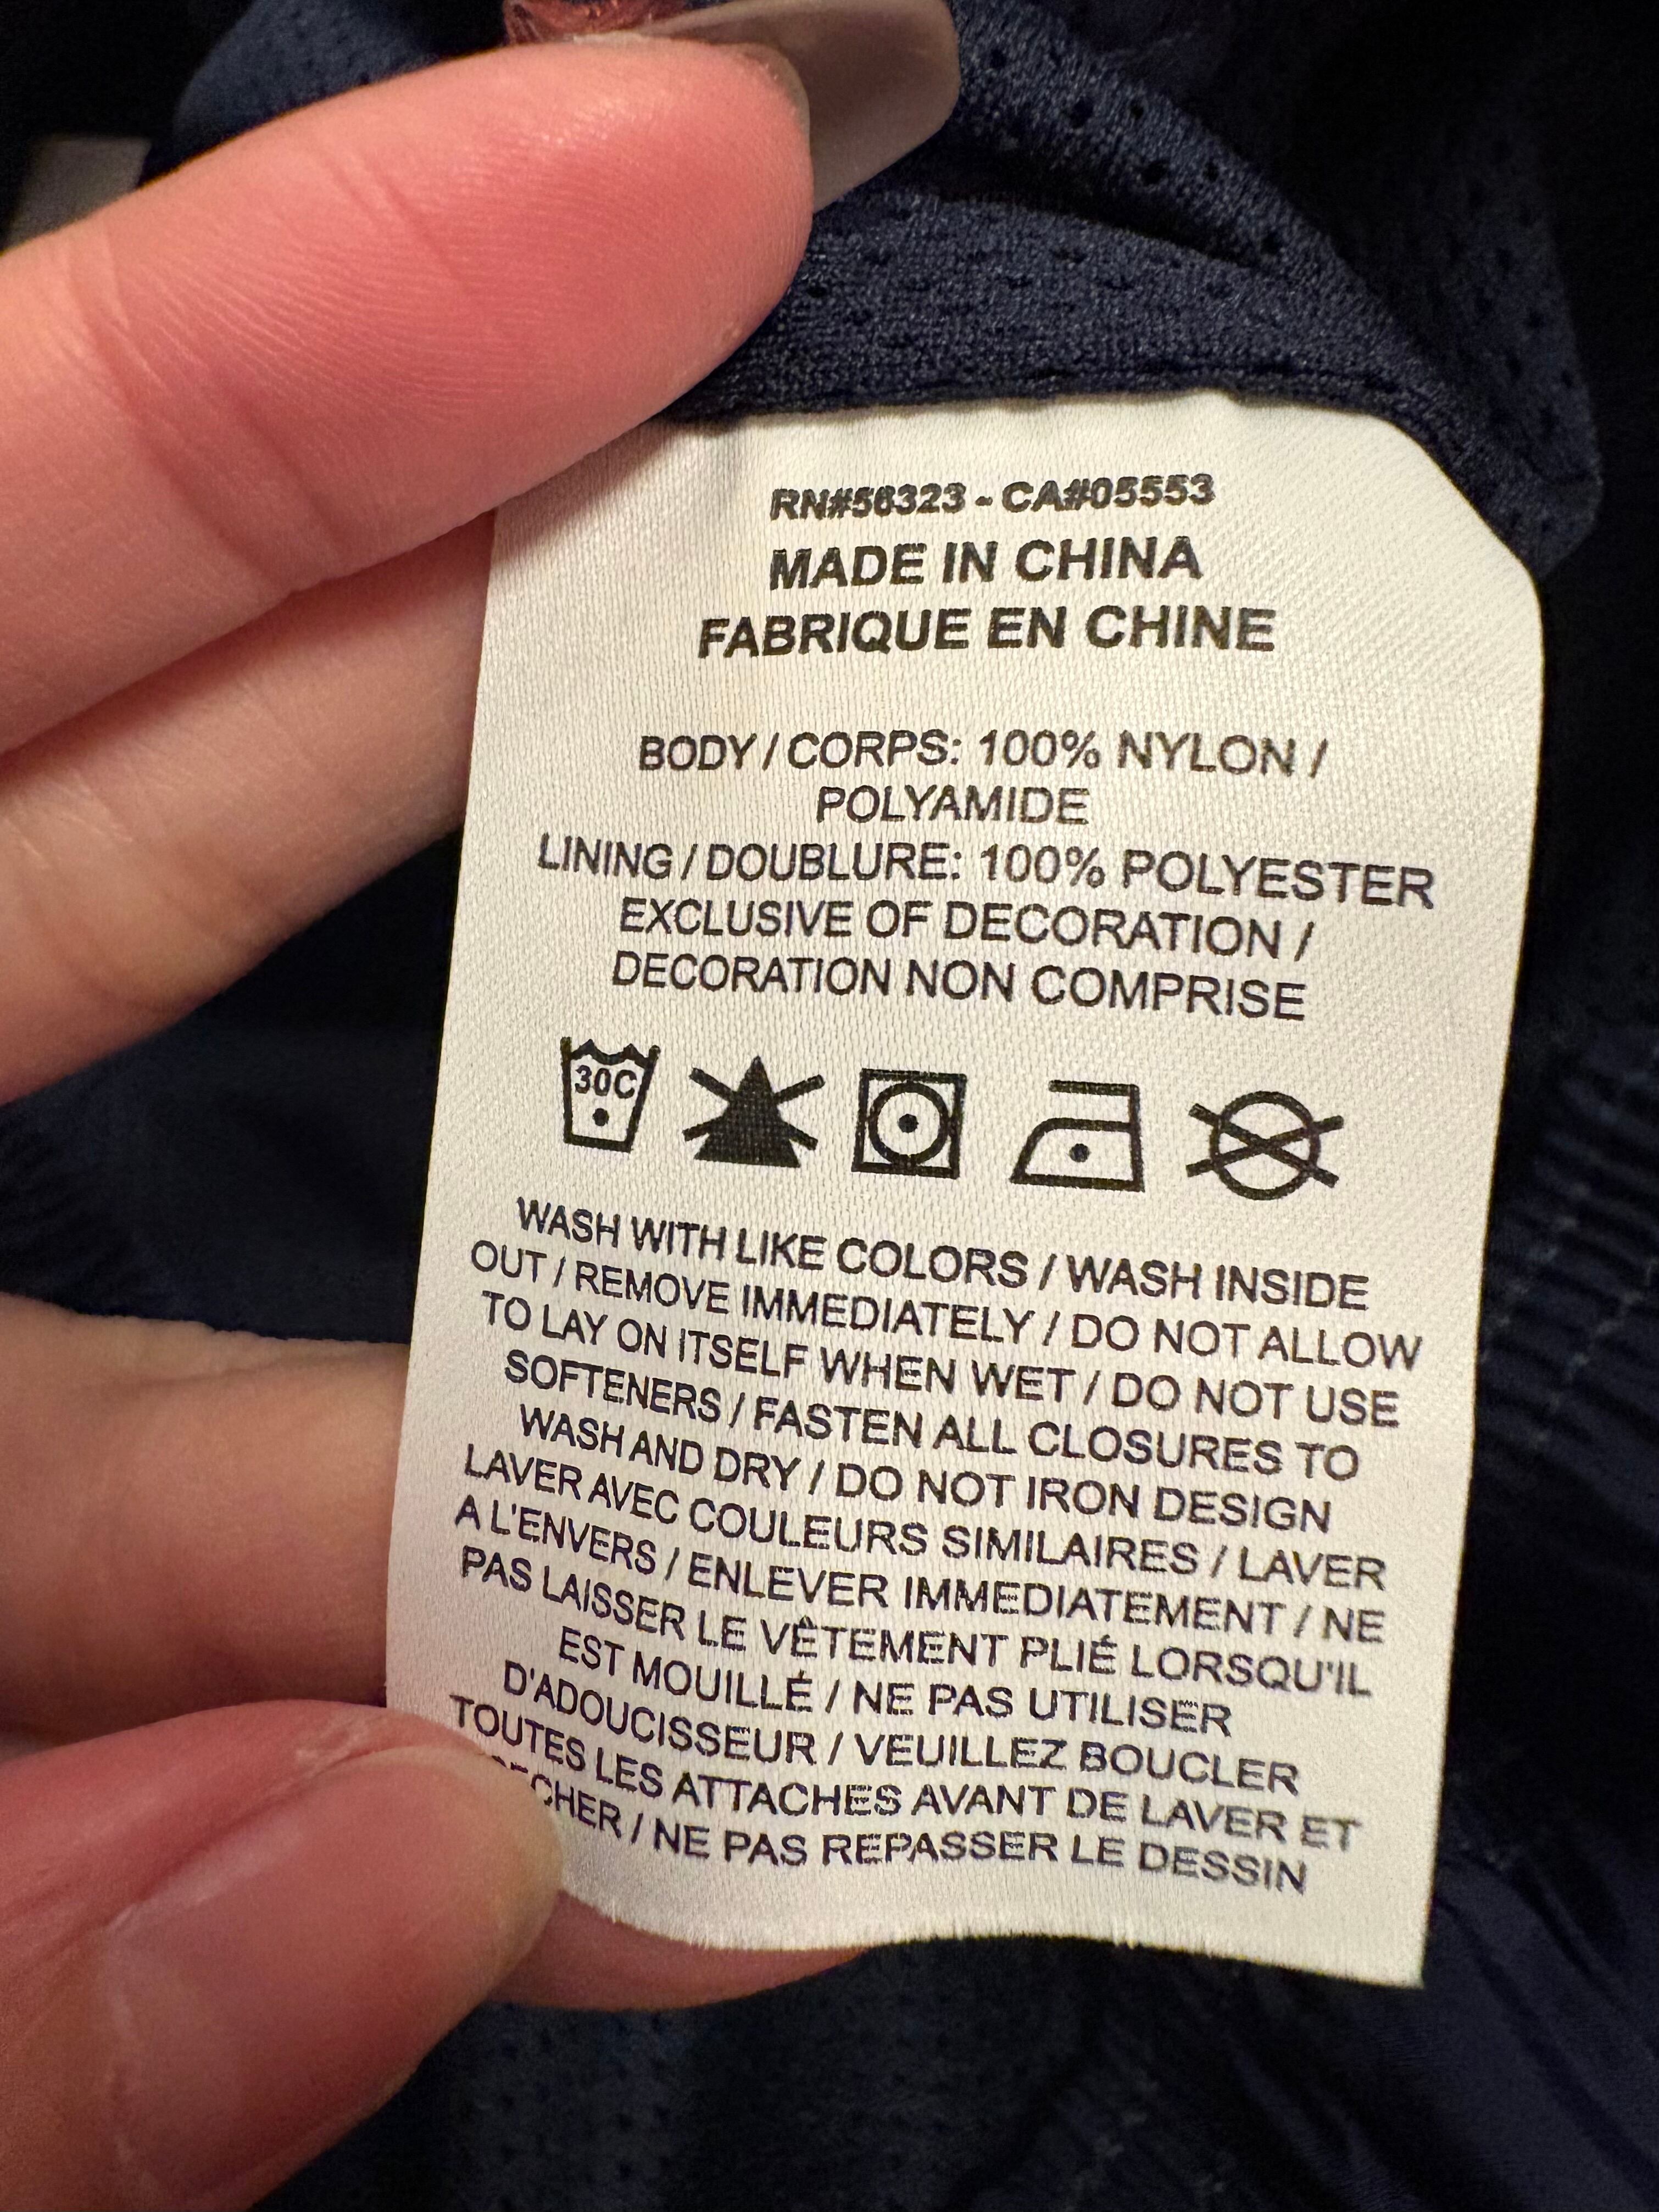 RN#56323 - CA#05553
MADE IN CHINA
FABRIQUE EN CHINE
BODY / CORPS: 100% NYLON /
POLYAMIDE
LINING / DOUBLURE: 100% POLYESTER
EXCLUSIVE OF DECORATION /
DECORATION NON COMPRISE
30C
WASH WITH LIKE COLORS / WASH INSIDE
OUT / REMOVE IMMEDIATELY / DO NOT ALLOW
TO LAY ON ITSELF WHEN WET / DO NOT USE
SOFTENERS / FASTEN ALL CLOSURES TO
WASH AND DRY / DO NOT IRON DESIGN
LAVER AVEC COULEURS SIMILAIRES / LAVER
A L'ENVERS / ENLEVER IMMEDIATEMENT / NE
PAS LAISSER LE VÊTEMENT PLIÉ LORSQU'IL
EST MOUILLÉ / NE PAS UTILISER
D'ADOUCISSEUR / VEUILLEZ BOUCLER
TOUTES LES ATTACHES AVANT DE LAVER ET
/ NE PAS REPASSER LE DESSIN